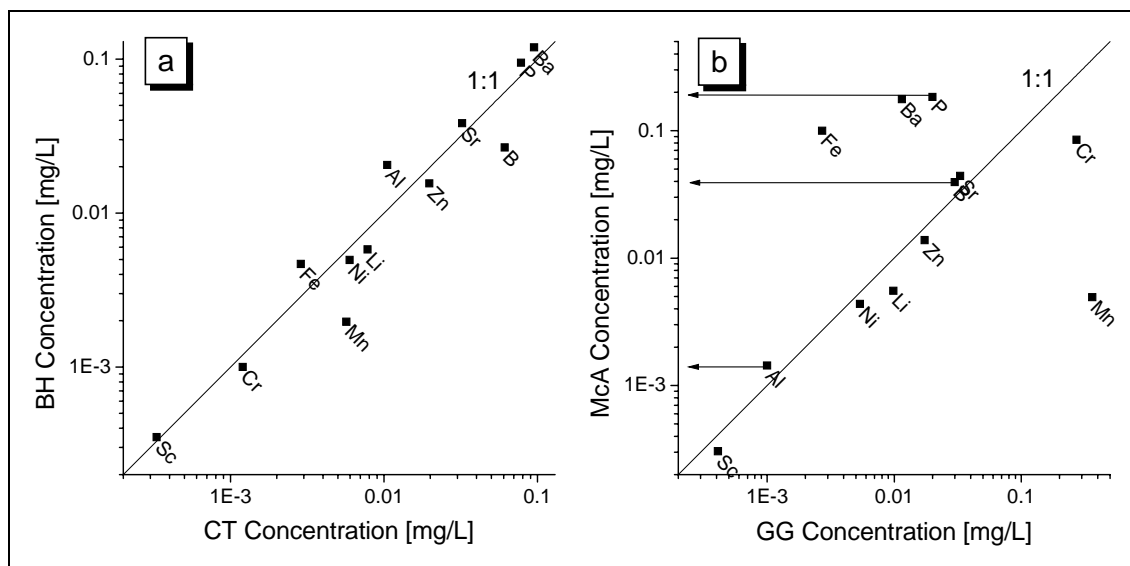 a
1:1
0.1
0.01
1E-3
BH Concentration [mg/L]
Ba
P
Sr
B
Al
Zn
Li
Ni
Fe
Mn
Cr
Sc
1E-3
0.01
0.1
CT Concentration [mg/L]
b
1:1
0.1
0.01
1E-3
McA Concentration [mg/L]
P
Ba
Fe
Cr
Sr
B
Zn
Li
Ni
Mn
Al
Sc
1E-3
0.01
0.1
GG Concentration [mg/L]